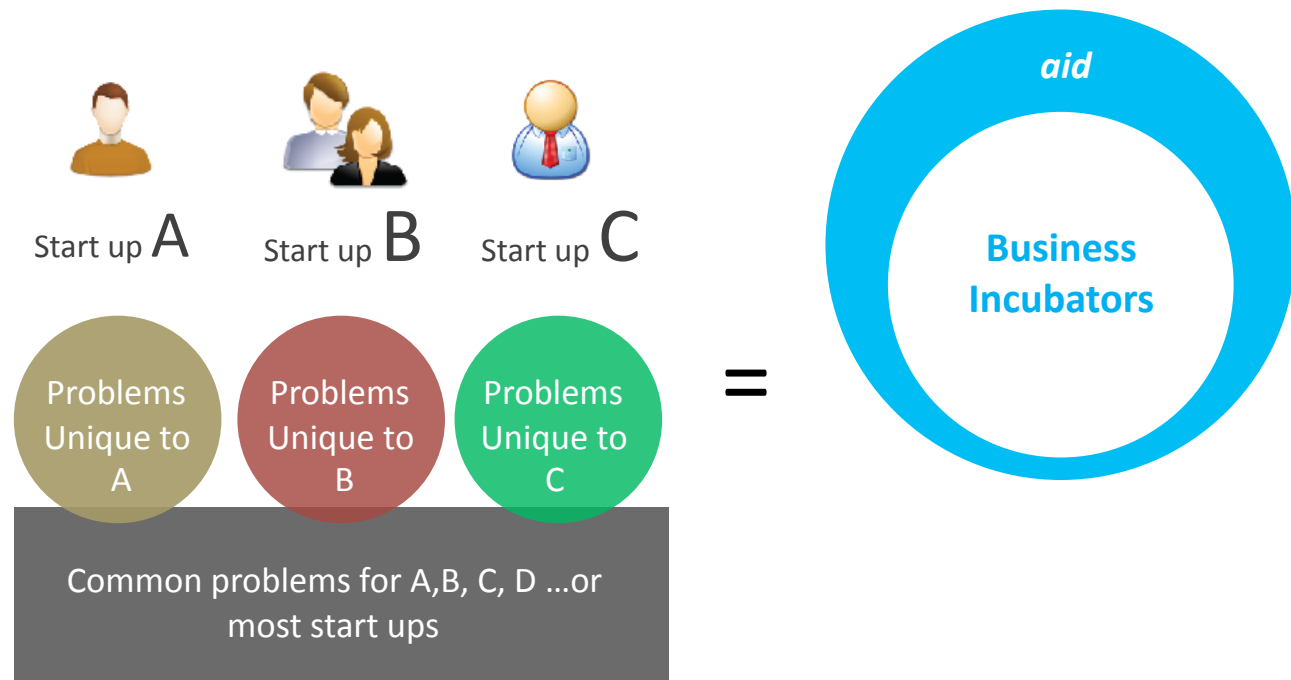 aid
Start up A
Start up B
Start up C
Business
Incubators
Problems
Unique to
A
Problems
Unique to
B
Problems
Unique to
C
=
Common problems for A,B, C, D ...or
most start ups